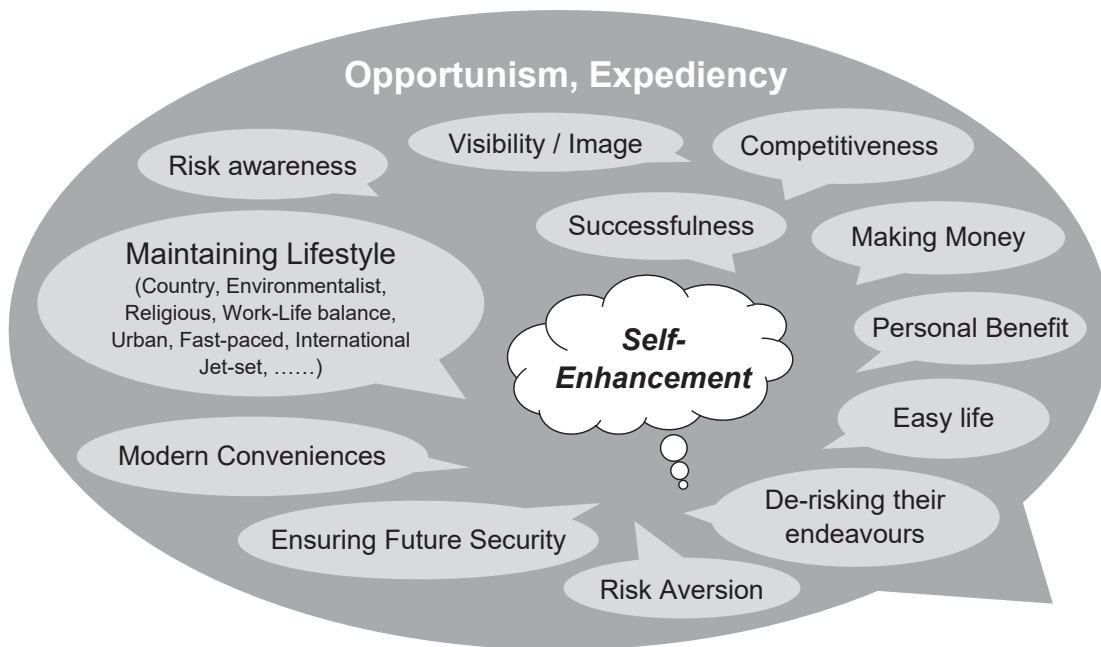 Opportunism, Expediency
Visibility / Image
Competitiveness
Risk awareness
Successfulness
Making Money
Maintaining Lifestyle
(Country, Environmentalist,
Religious, Work-Life balance,
Urban, Fast-paced, International
Jet-set, ……)
Self-
Enhancement
Personal Benefit
Easy life
Modern Conveniences
De-risking their
endeavours
Ensuring Future Security
Risk Aversion